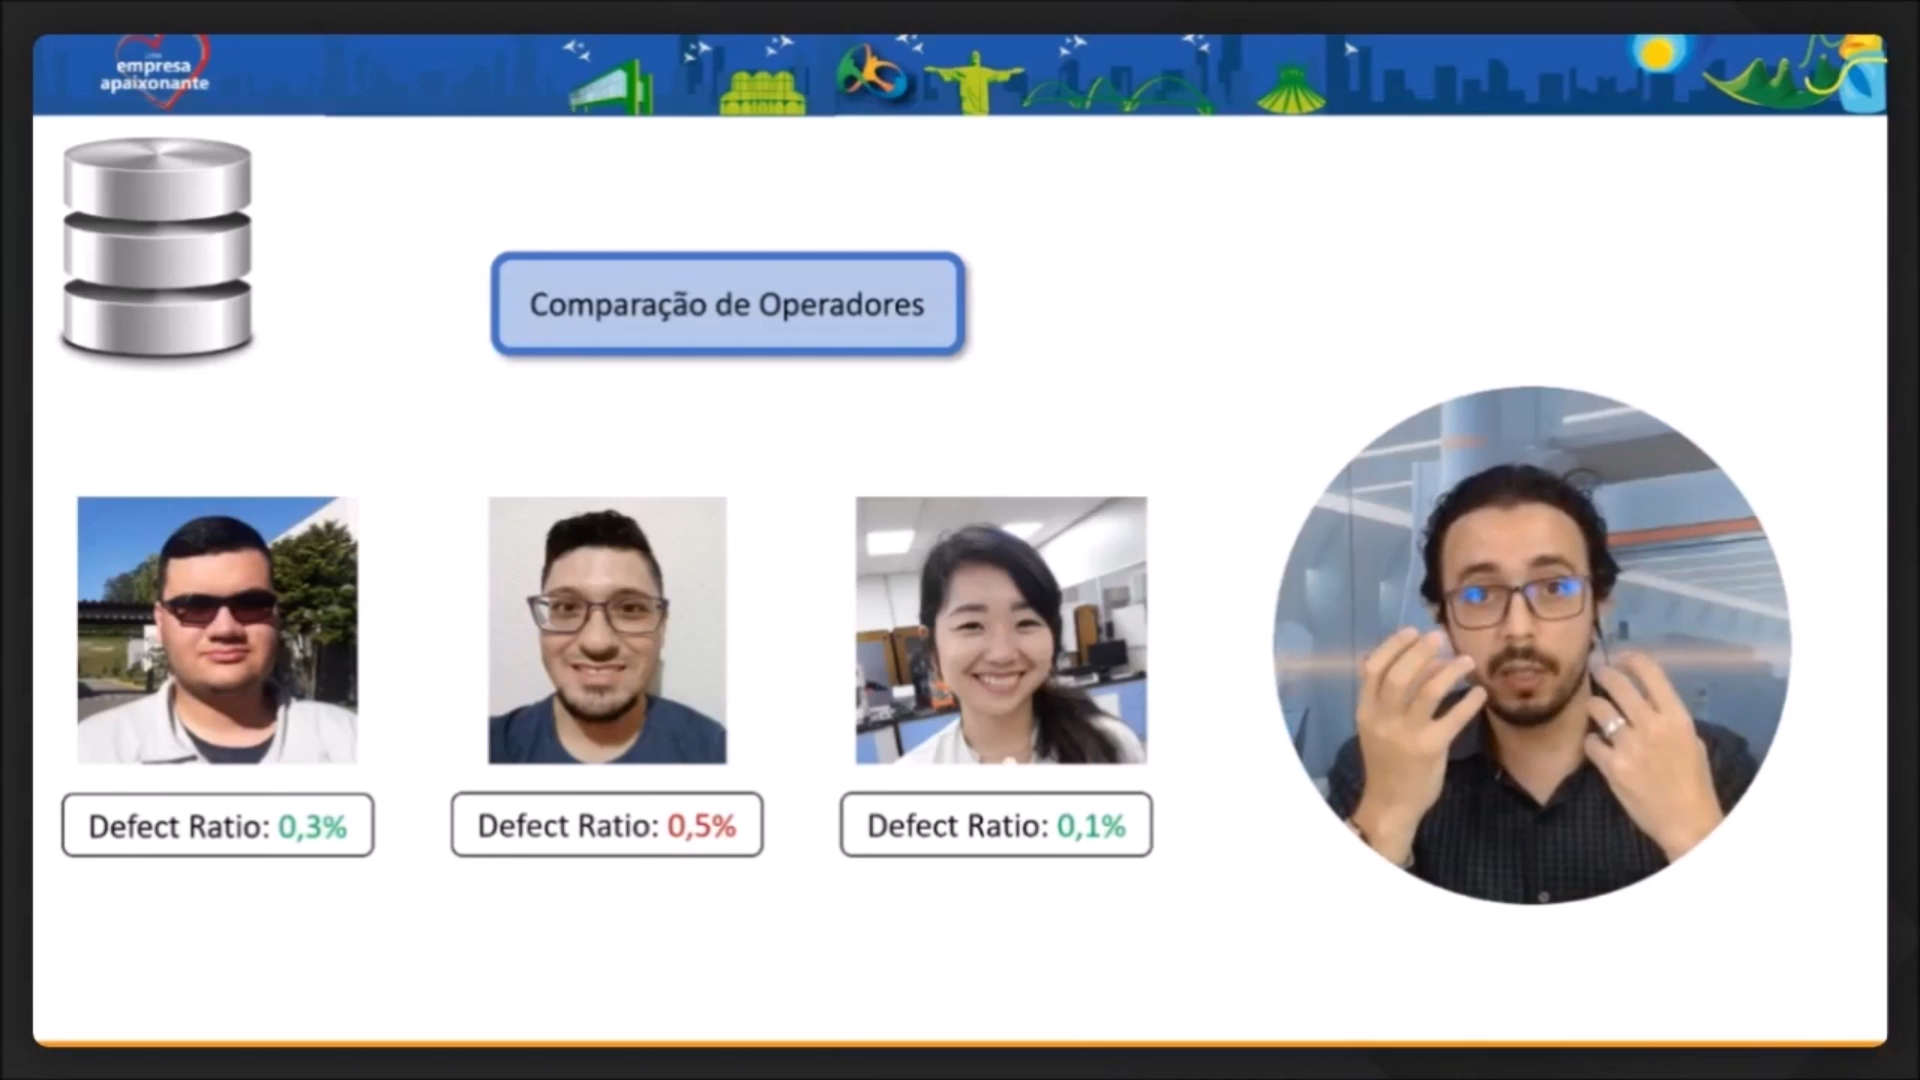 empresa
apaixonante
Comparação de Operadores
Defect Ratio: 0,3%
Defect Ratio: 0,5%
Defect Ratio: 0,1%